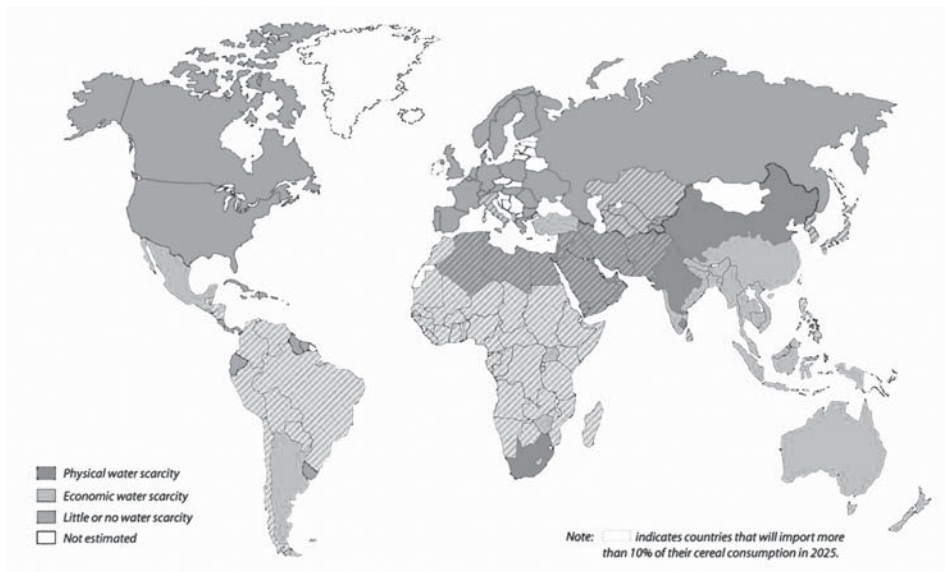 Physical water scarcity
Economic water scarcity
Little or no water scarcity
Not estimated
Note: indicates countries that will import more
than 10% of their cereal consumption in 2025.